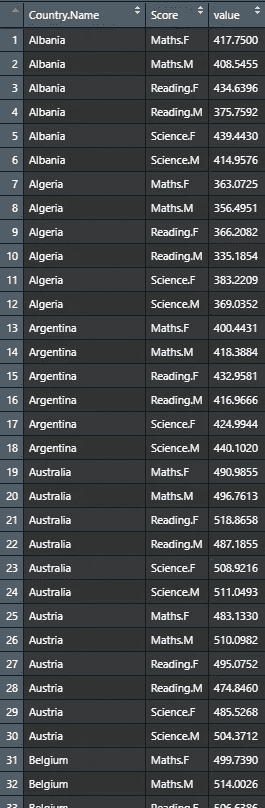 Country.Name Score value
1 Albania Maths.F 417.7500
2 Albania Maths.M 408.5455
3 Albania Reading.F 434.6396
4 Albania Reading.M 375.7592
5 Albania Science.F 439.4430
6 Albania Science.M 414.9576
7 Algeria Maths.F 363.0725
8 Algeria Maths.M 356.4951
9 Algeria Reading.F 366.2082
10 Algeria Reading.M 335.1854
11 Algeria Science.F 383.2209
12 Algeria Science.M 369.0352
13 Argentina Maths.F 400.4431
14 Argentina Maths.M 418.3884
15 Argentina Reading.F 432.9581
16 Argentina Reading.M 416.9666
17 Argentina Science.F 424.9944
18 Argentina Science.M 440.1020
19 Australia Maths.F 490.9855
20 Australia Maths.M 496.7613
21 Australia Reading.F 518.8658
22 Australia Reading.M 487.1855
23 Australia Science.F 508.9216
24 Australia Science.M 511.0493
25 Austria Maths.F 483.1330
26 Austria Maths.M 510.0982
27 Austria Reading.F 495.0752
28 Austria Reading.M 474.8460
29 Austria Science.F 485.5268
30 Austria Science.M 504.3712
31 Belgium Maths.F 499.7390
32 Belgium Maths.M 514.0026
33 Belgium Reading.F 506.6386